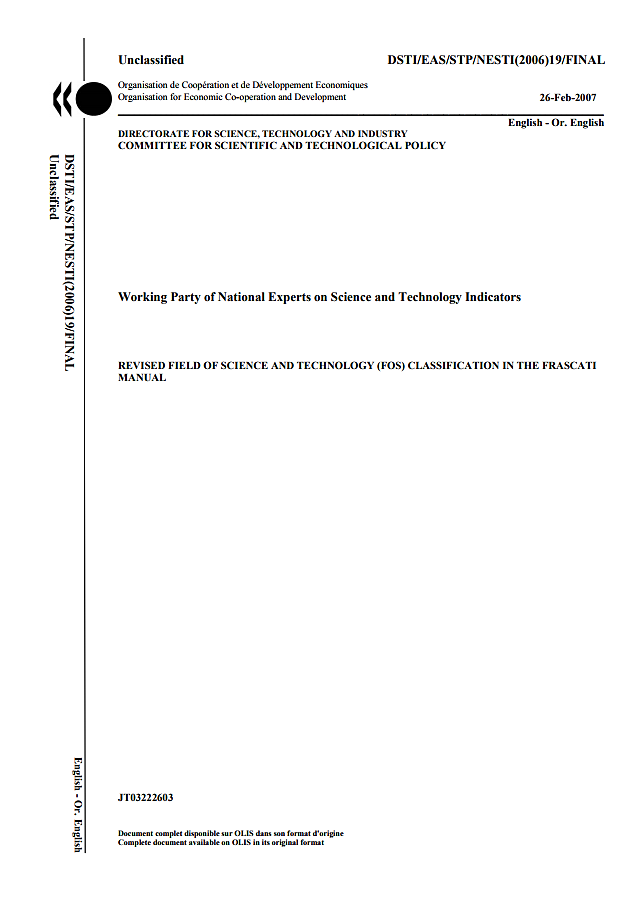 Unclassified
DSTI/EAS/STP/NESTI(2006)19/FINAL
Organisation de Coopération et de Développement Economiques
Organisation for Economic Co-operation and Development
26-Feb-2007
English - Or. English
DIRECTORATE FOR SCIENCE, TECHNOLOGY AND INDUSTRY
COMMITTEE FOR SCIENTIFIC AND TECHNOLOGICAL POLICY
DSTI/EAS/STP/NESTI(2006)19/FINAL
Unclassified
Working Party of National Experts on Science and Technology Indicators
REVISED FIELD OF SCIENCE AND TECHNOLOGY (FOS) CLASSIFICATION IN THE FRASCATI
MANUAL
English - Or. English
JT03222603
Document complet disponible sur OLIS dans son format d'origine
Complete document available on OLIS in its original format